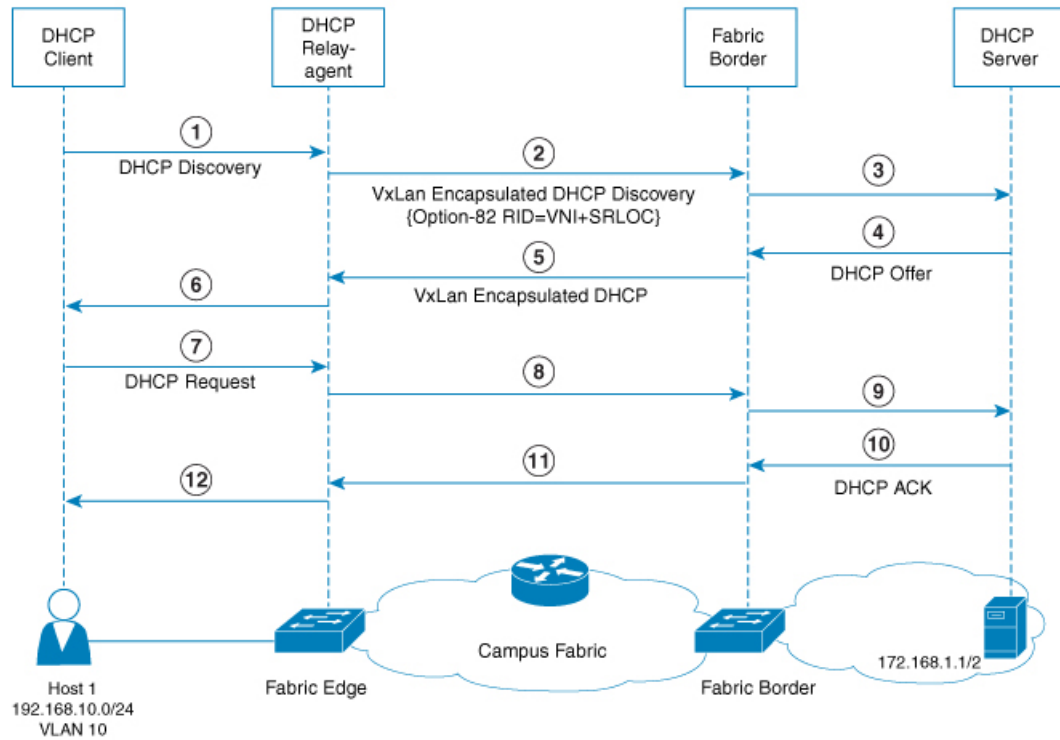 DHCP
Client
DHCP
Relay-
agent
Fabric
Border
DHCP
Server
1
DHCP Discovery
2
VxLan Encapsulated DHCP Discovery
{Option-82 RID=VNI+SRLOC}
3
4
DHCP Offer
5
VxLan Encapsulated DHCP
6
7
DHCP Request
8
9
10
DHCP ACK
11
12
Campus Fabric
172.168.1.1/2
Host 1
192.168.10.0/24
VLAN 10
Fabric Edge
Fabric Border